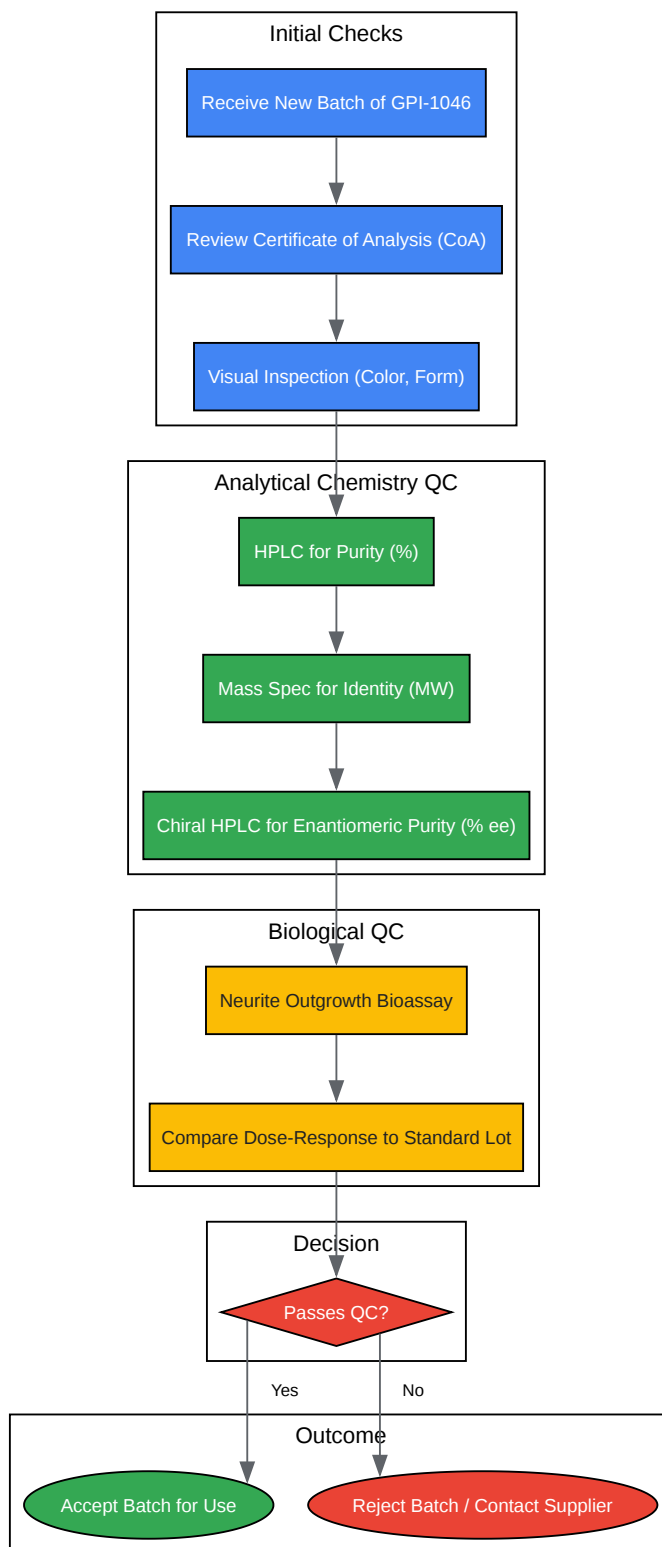 Initial Checks
Receive New Batch of GPI-1046
Review Certificate of Analysis (CoA)
Visual Inspection (Color, Form)
Analytical Chemistry QC
HPLC for Purity (%)
Mass Spec for Identity (MW)
Chiral HPLC for Enantiomeric Purity (% ee)
Biological QC
Neurite Outgrowth Bioassay
Compare Dose-Response to Standard Lot
Decision
Passes QC?
Yes
No
Outcome
Accept Batch for Use
Reject Batch / Contact Supplier